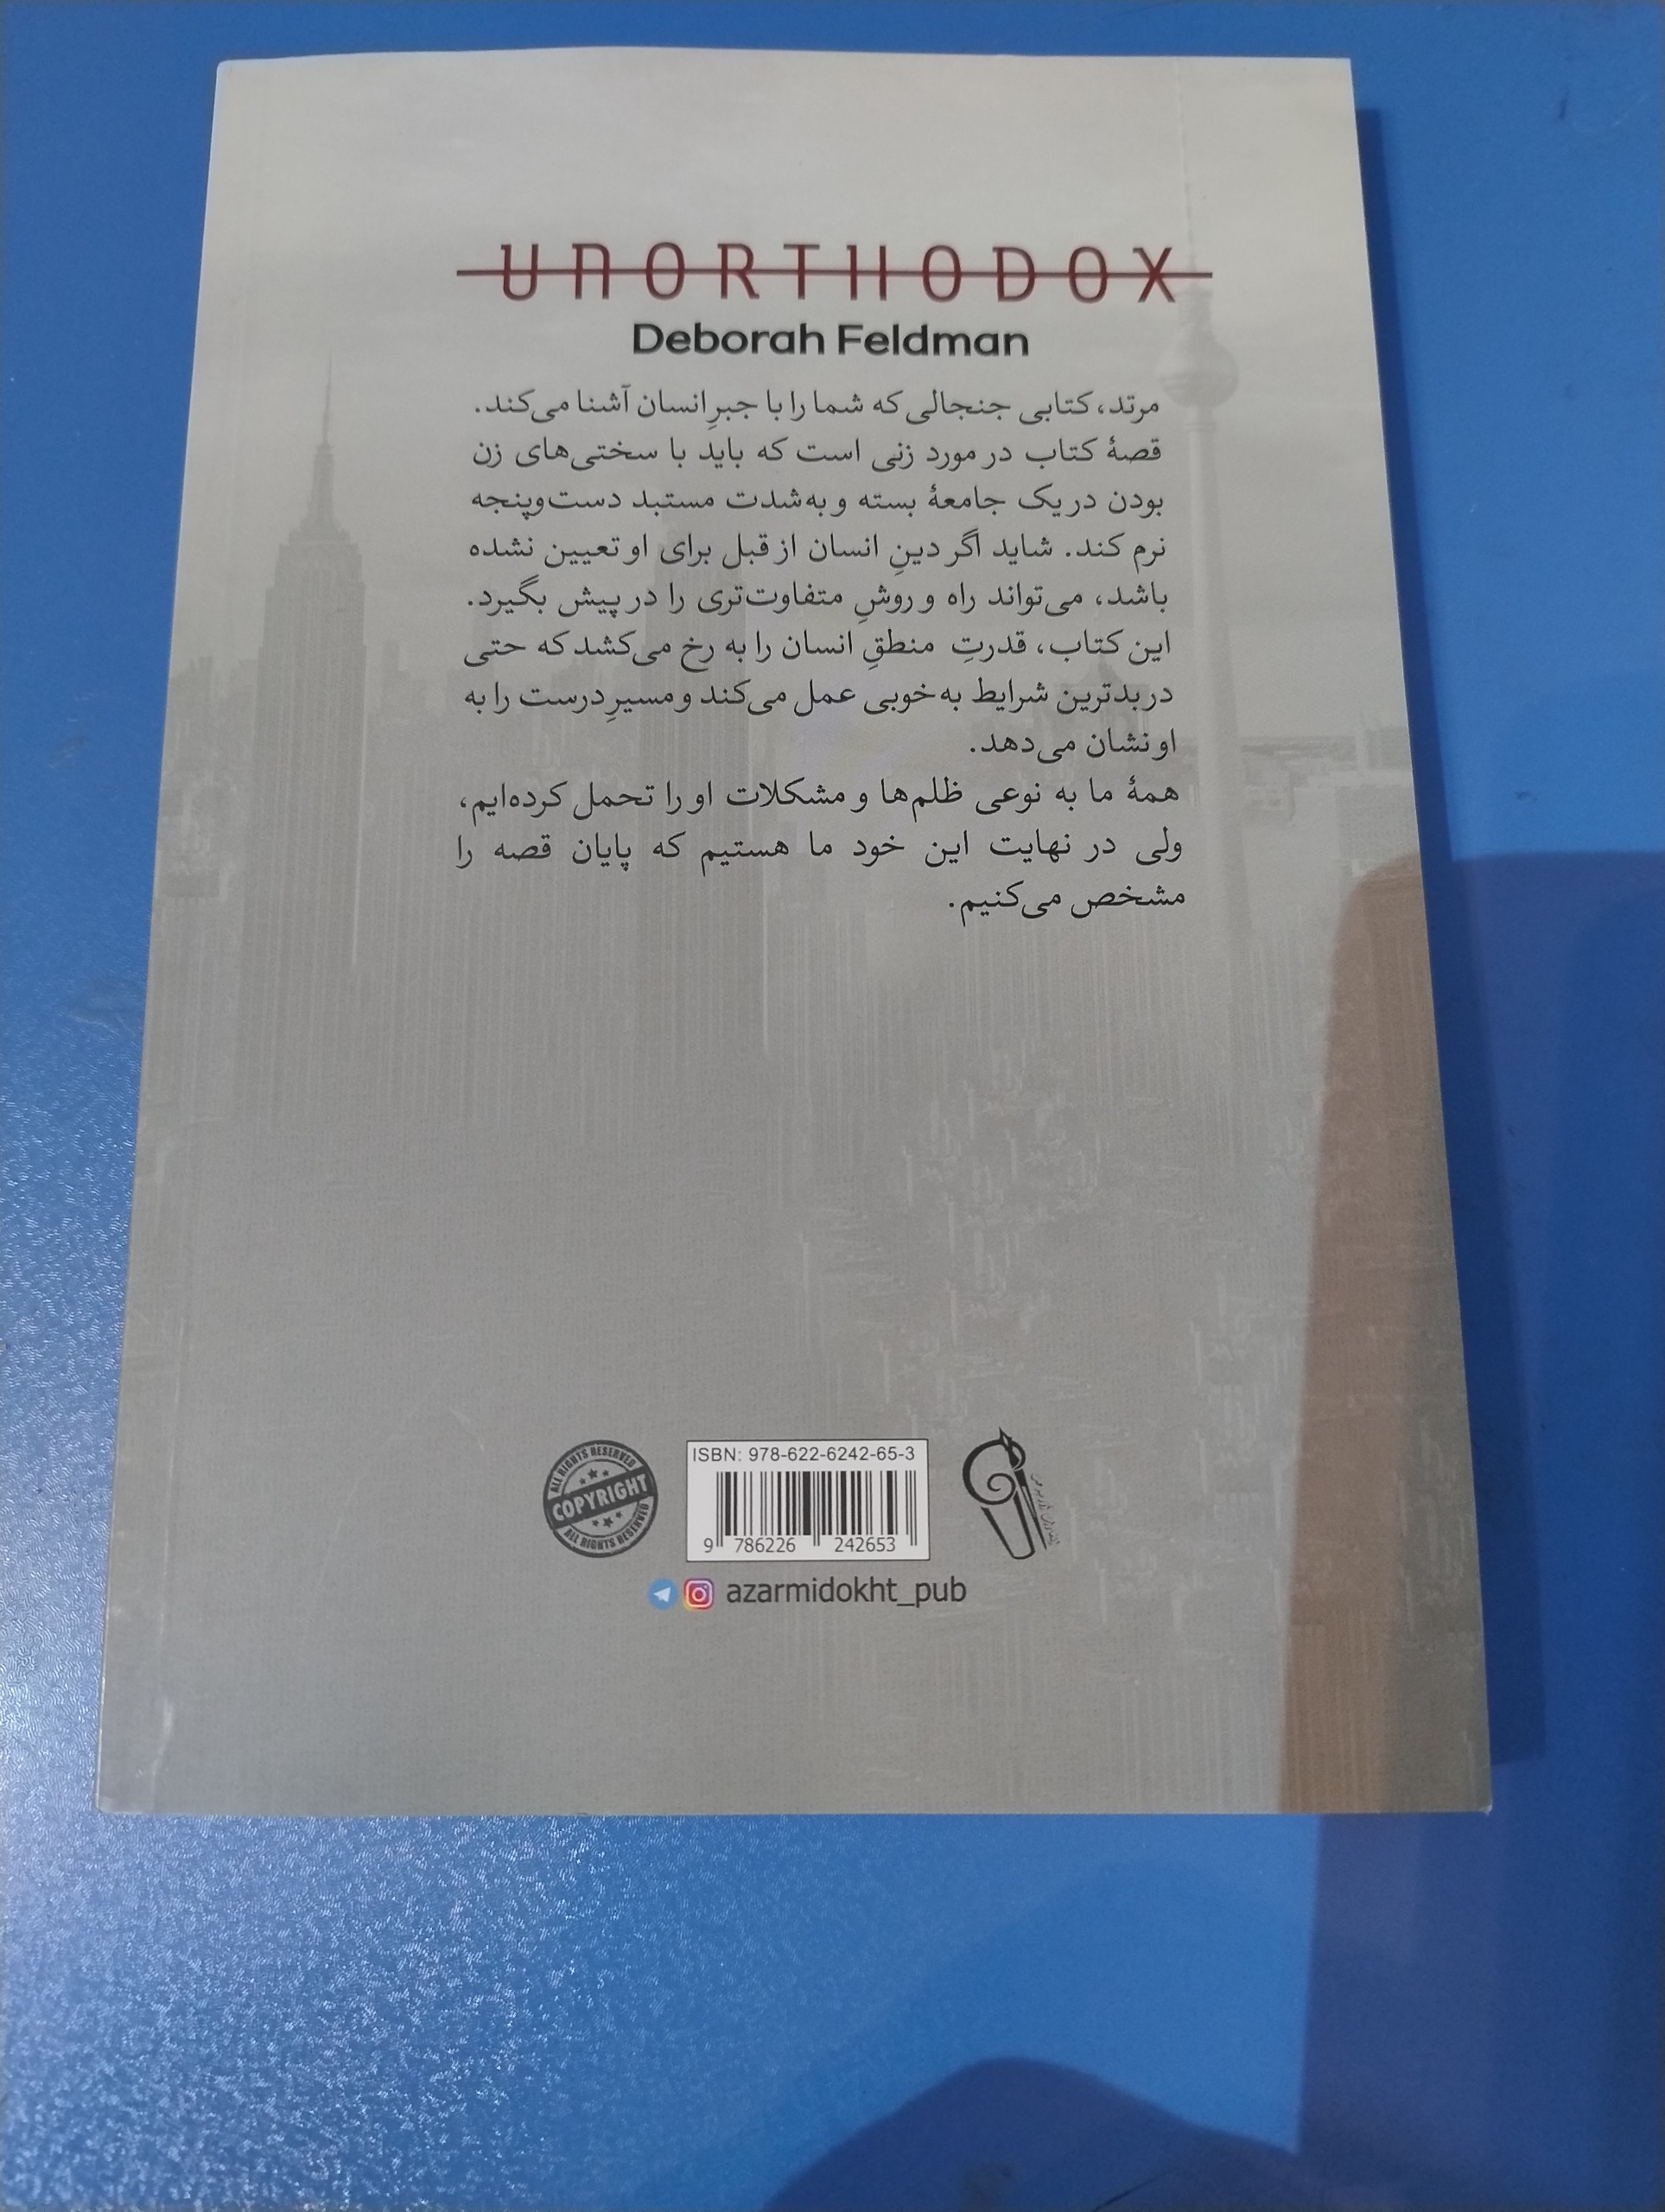 UNORTHODOX
Deborah Feldman
مرتد، کتابی جنجالی که شما را با جبرِ انسان آشنا می‌کند.
قصهٔ کتاب در مورد زنی است که باید با سختی‌های زن
بودن در یک جامعهٔ بسته و به‌شدت مستبد دست‌وپنجه
نرم کند. شاید اگر دینِ انسان از قبل برای او تعیین نشده
باشد، می‌تواند راه و روشِ متفاوت‌تری را در پیش بگیرد.
این کتاب، قدرتِ منطقِ انسان را به رخ می‌کشد که حتی
در بدترین شرایط به‌خوبی عمل می‌کند و مسیرِ درست را به
او نشان می‌دهد.
همهٔ ما به نوعی ظلم‌ها و مشکلات او را تحمل کرده‌ایم،
ولی در نهایت این خود ما هستیم که پایان قصه را
مشخص می‌کنیم.
ALL RIGHTS RESERVED
COPYRIGHT
ALL RIGHTS RESERVED
ISBN: 978-622-6242-65-3
9 786226 242653
azarmidokht_pub